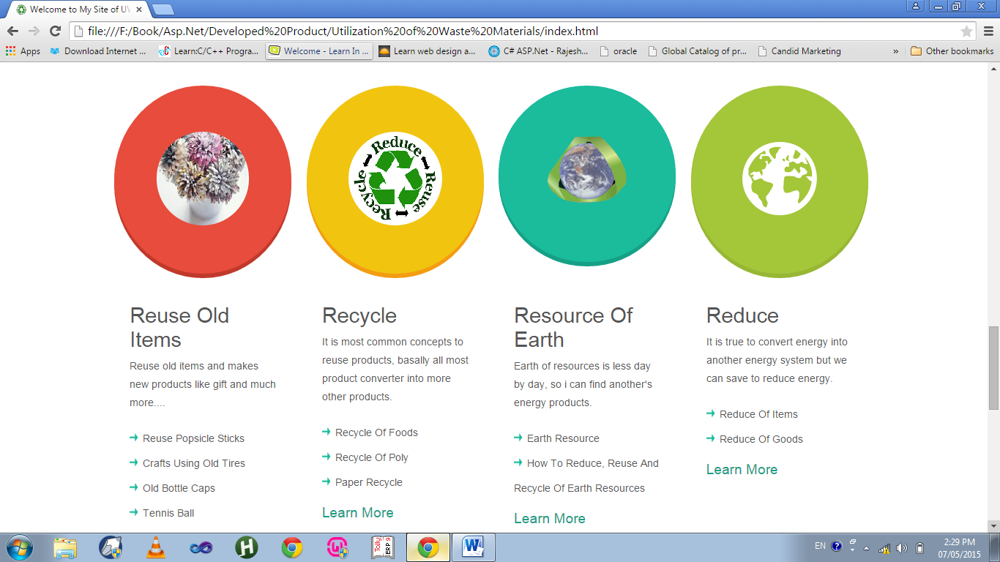 Welcome to My Site of UW
file:///F:/Book/Asp.Net/Developed%20Product/Utilization%20of%20Waste%20Materials/index.html
Apps
Download Internet ...
Learn:C/C++ Progra...
Welcome - Learn In ...
Learn web design a...
C# ASP.Net - Rajesh...
oracle
Global Catalog of pr...
Candid Marketing
»
Other bookmarks
Reduce
Reuse
Recycle
Reuse Old
Items
Reuse old items and makes
new products like gift and much
more....
Reuse Popsicle Sticks
Crafts Using Old Tires
Old Bottle Caps
Tennis Ball
Recycle
It is most common concepts to
reuse products, basally all most
product converter into more
other products.
Recycle Of Foods
Recycle Of Poly
Paper Recycle
Learn More
Resource Of
Earth
Earth of resources is less day
by day, so i can find another's
energy products.
Earth Resource
How To Reduce, Reuse And
Recycle Of Earth Resources
Learn More
Reduce
It is true to convert energy into
another energy system but we
can save to reduce energy.
Reduce Of Items
Reduce Of Goods
Learn More
Tally
ERP 9
EN
2:29 PM
07/05/2015